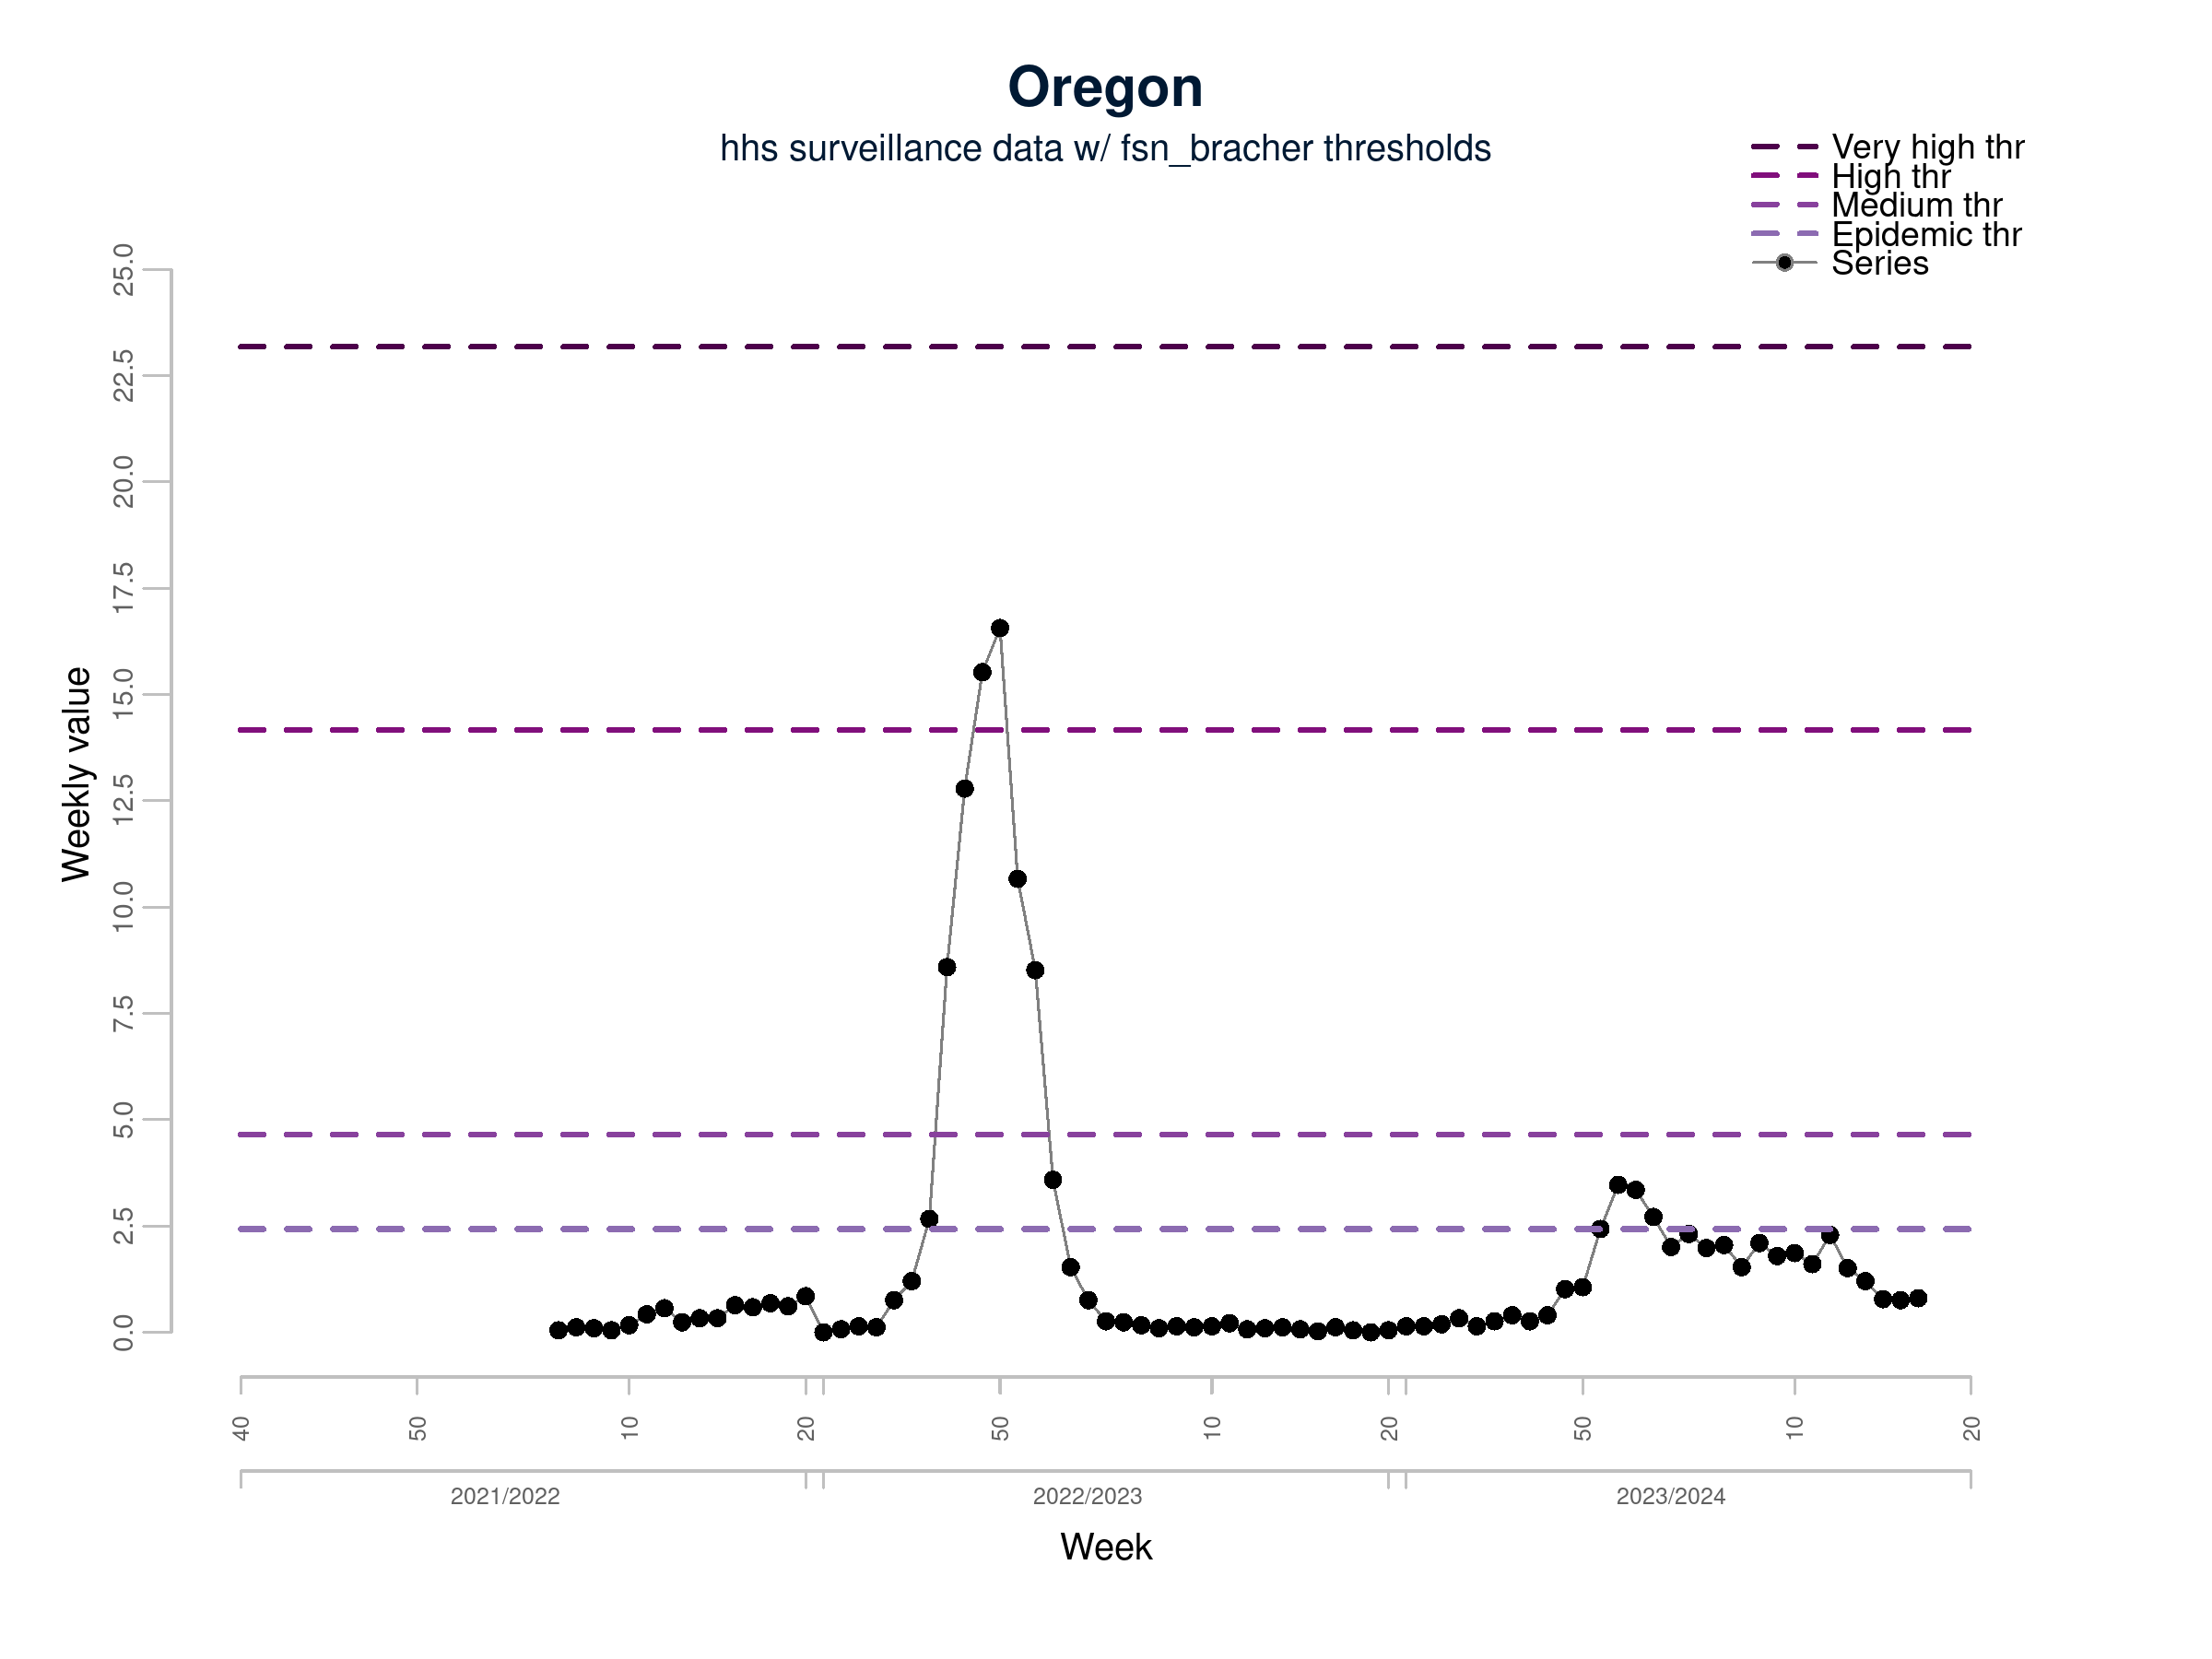 Oregon
hhs surveillance data w/ fsn_bracher thresholds
Very high thr
High thr
Medium thr
Epidemic thr
Series
25.0
22.5
20.0
17.5
15.0
12.5
10.0
7.5
5.0
2.5
0.0
Weekly value
40 50 10 20 50 10 20 50 10 20
2021/2022 2022/2023 2023/2024
Week